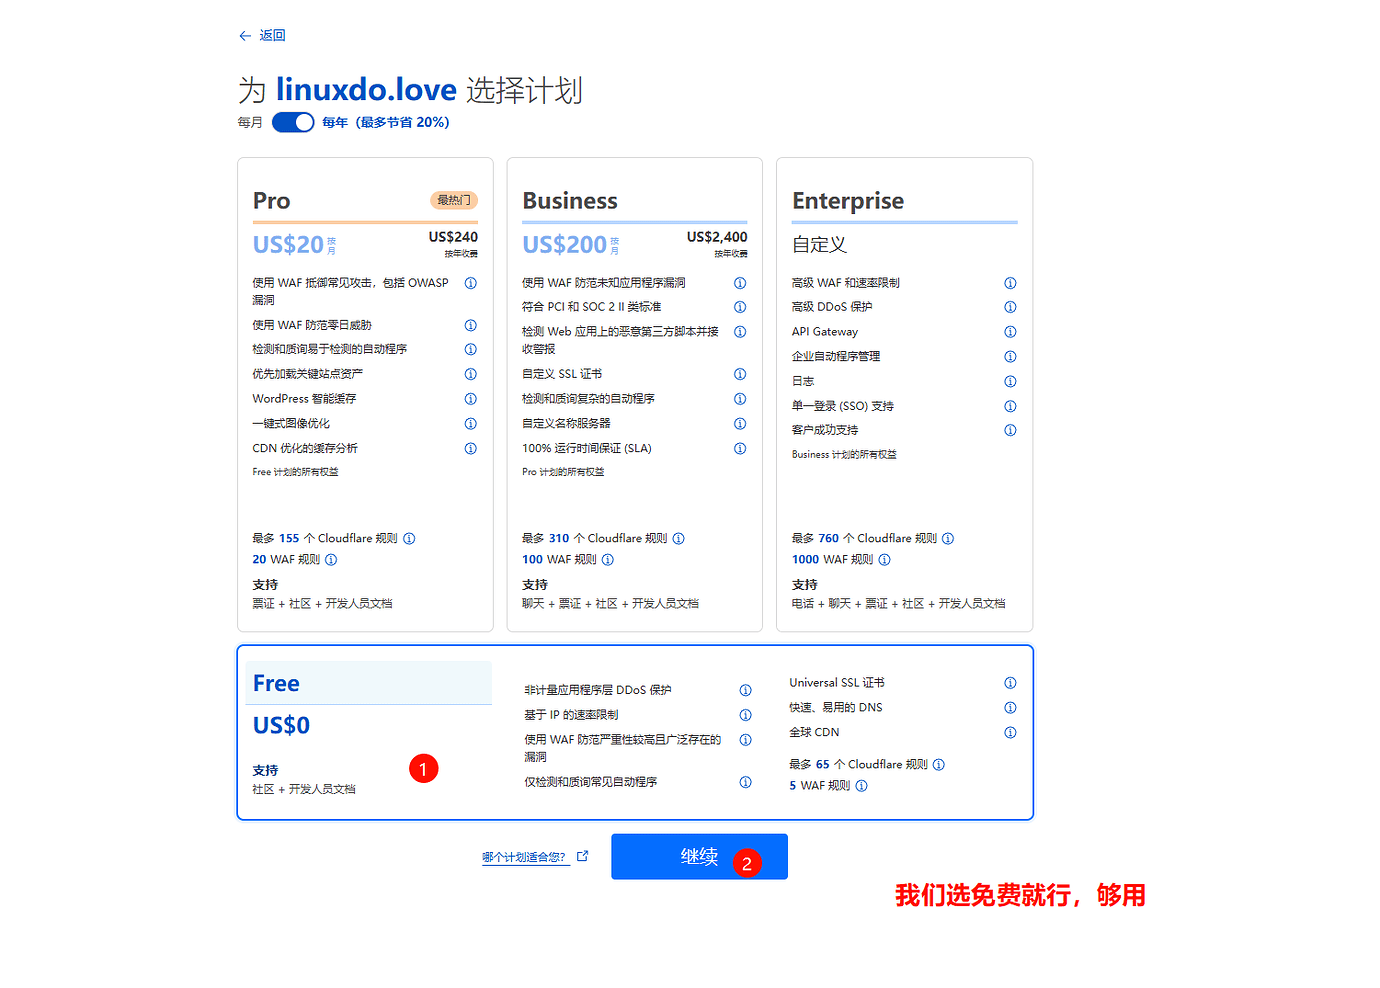 返回
为 linuxdo.love 选择计划
每月 每年（最多节省 20%）
Pro 最热门
US$20 按月 US$240
按年收费
使用 WAF 抵御常见攻击，包括 OWASP
漏洞
使用 WAF 防范零日威胁
检测和质询易于检测的自动程序
优先加载关键站点资产
WordPress 智能缓存
一键式图像优化
CDN 优化的缓存分析
Free 计划的所有权益
最多 155 个 Cloudflare 规则
20 WAF 规则
支持
票证 + 社区 + 开发人员文档
Business
US$200 按月 US$2,400
按年收费
使用 WAF 防范未知应用程序漏洞
符合 PCI 和 SOC 2 II 类标准
检测 Web 应用上的恶意第三方脚本并接
收警报
自定义 SSL 证书
检测和质询复杂的自动程序
自定义名称服务器
100% 运行时间保证 (SLA)
Pro 计划的所有权益
最多 310 个 Cloudflare 规则
100 WAF 规则
支持
聊天 + 票证 + 社区 + 开发人员文档
Enterprise
自定义
高级 WAF 和速率限制
高级 DDoS 保护
API Gateway
企业自动程序管理
日志
单一登录 (SSO) 支持
客户成功支持
Business 计划的所有权益
最多 760 个 Cloudflare 规则
1000 WAF 规则
支持
电话 + 聊天 + 票证 + 社区 + 开发人员文档
Free
US$0
支持
社区 + 开发人员文档
1
非计量应用程序层 DDoS 保护
基于 IP 的速率限制
使用 WAF 防范严重性较高且广泛存在的
漏洞
仅检测和质询常见自动程序
Universal SSL 证书
快速、易用的 DNS
全球 CDN
最多 65 个 Cloudflare 规则
5 WAF 规则
哪个计划适合您？
继续 2
我们选免费就行，够用